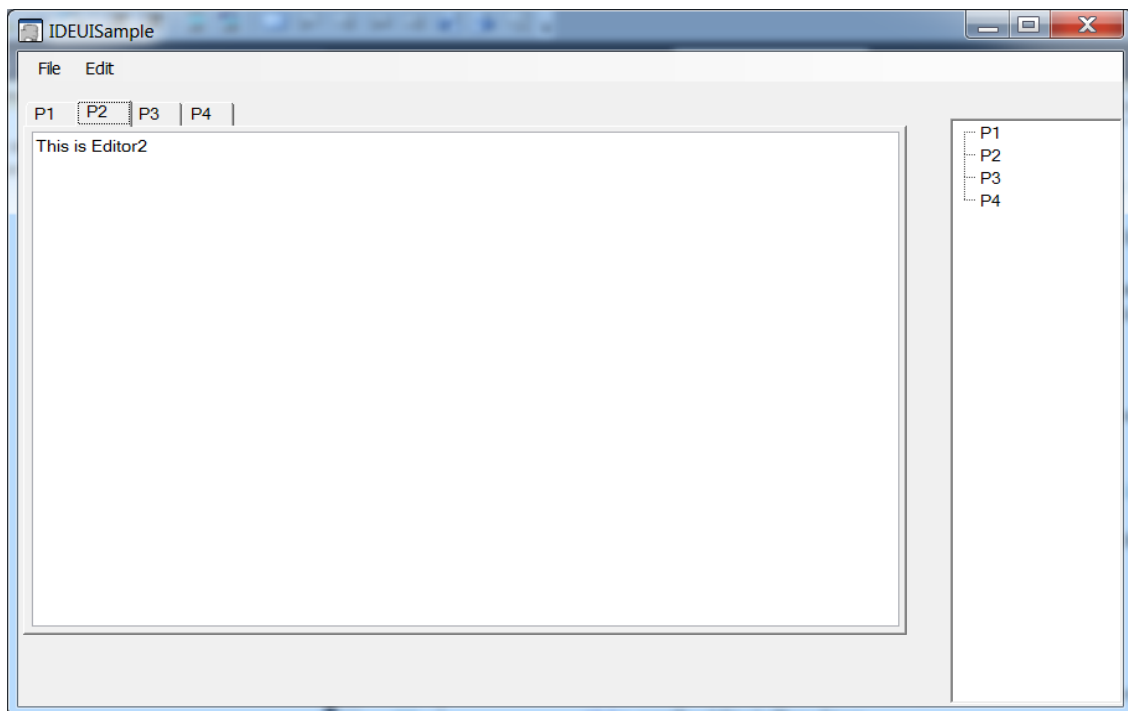 IDEUISample
File Edit
P1 P2 P3 P4
This is Editor2
P1
P2
P3
P4